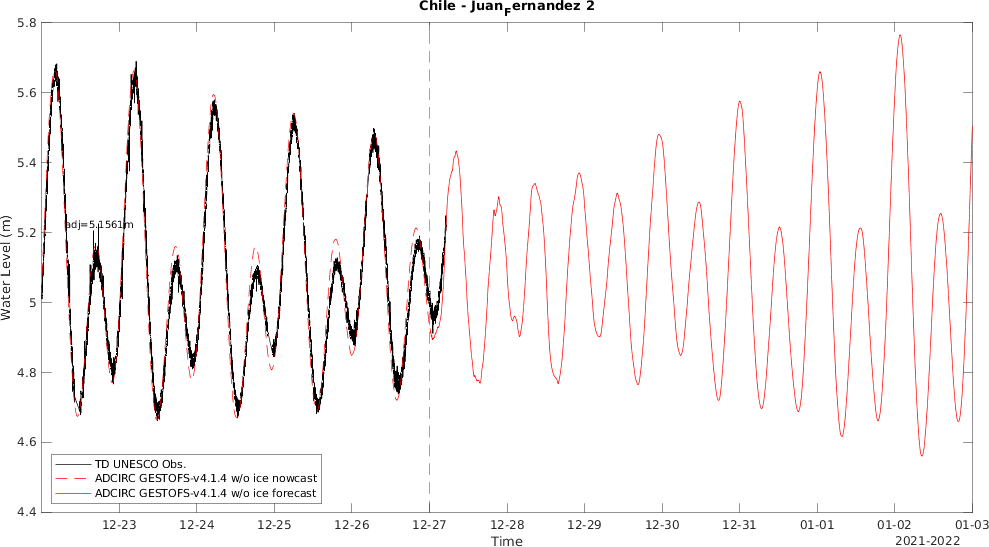 Chile - Juan_Fernandez 2
5.8
5.6
5.4
5.2
5
4.8
4.6
4.4
Water Level (m)
adj=5.1561m
TD UNESCO Obs.
ADCIRC GESTOFS-v4.1.4 w/o ice nowcast
ADCIRC GESTOFS-v4.1.4 w/o ice forecast
12-23 12-24 12-25 12-26 12-27 12-28 12-29 12-30 12-31 01-01 01-02 01-03
Time
2021-2022